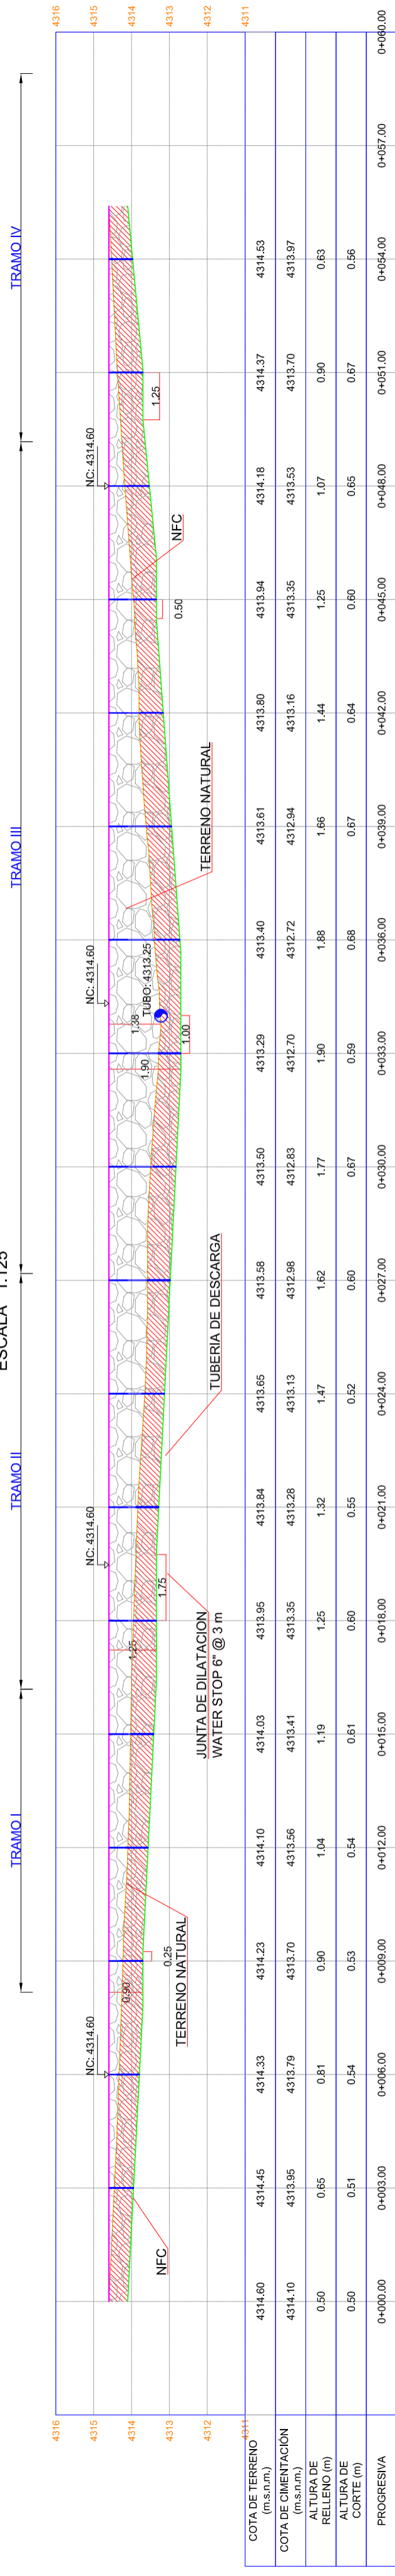 ESCALA 1:125
TRAMO I
TRAMO II
TRAMO III
TRAMO IV
4316
4315
4314
4313
4312
4311
4316
4315
4314
4313
4312
4311
NC: 4314.60
NC: 4314.60
NC: 4314.60
NC: 4314.60
NFC
0.90
0.25
TERRENO NATURAL
1.25
1.75
JUNTA DE DILATACION
WATER STOP 6" @ 3 m
TUBERIA DE DESCARGA
1.90
1.38
TUBO: 4313.25
1.00
TERRENO NATURAL
0.50
NFC
1.25
COTA DE TERRENO
(m.s.n.m.)
4314.60 4314.45 4314.33 4314.23 4314.10 4314.03 4313.95 4313.84 4313.65 4313.58 4313.50 4313.29 4313.40 4313.61 4313.80 4313.94 4314.18 4314.37 4314.53
COTA DE CIMENTACIÓN
(m.s.n.m.)
4314.10 4313.95 4313.79 4313.70 4313.56 4313.41 4313.35 4313.28 4313.13 4312.98 4312.83 4312.70 4312.72 4312.94 4313.16 4313.35 4313.53 4313.70 4313.97
ALTURA DE
RELLENO (m)
0.50 0.65 0.81 0.90 1.04 1.19 1.25 1.32 1.47 1.62 1.77 1.90 1.88 1.66 1.44 1.25 1.07 0.90 0.63
ALTURA DE
CORTE (m)
0.50 0.51 0.54 0.53 0.54 0.61 0.60 0.55 0.52 0.60 0.67 0.59 0.68 0.67 0.64 0.60 0.65 0.67 0.56
PROGRESIVA
0+000.00 0+003.00 0+006.00 0+009.00 0+012.00 0+015.00 0+018.00 0+021.00 0+024.00 0+027.00 0+030.00 0+033.00 0+036.00 0+039.00 0+042.00 0+045.00 0+048.00 0+051.00 0+054.00 0+057.00 0+060.00